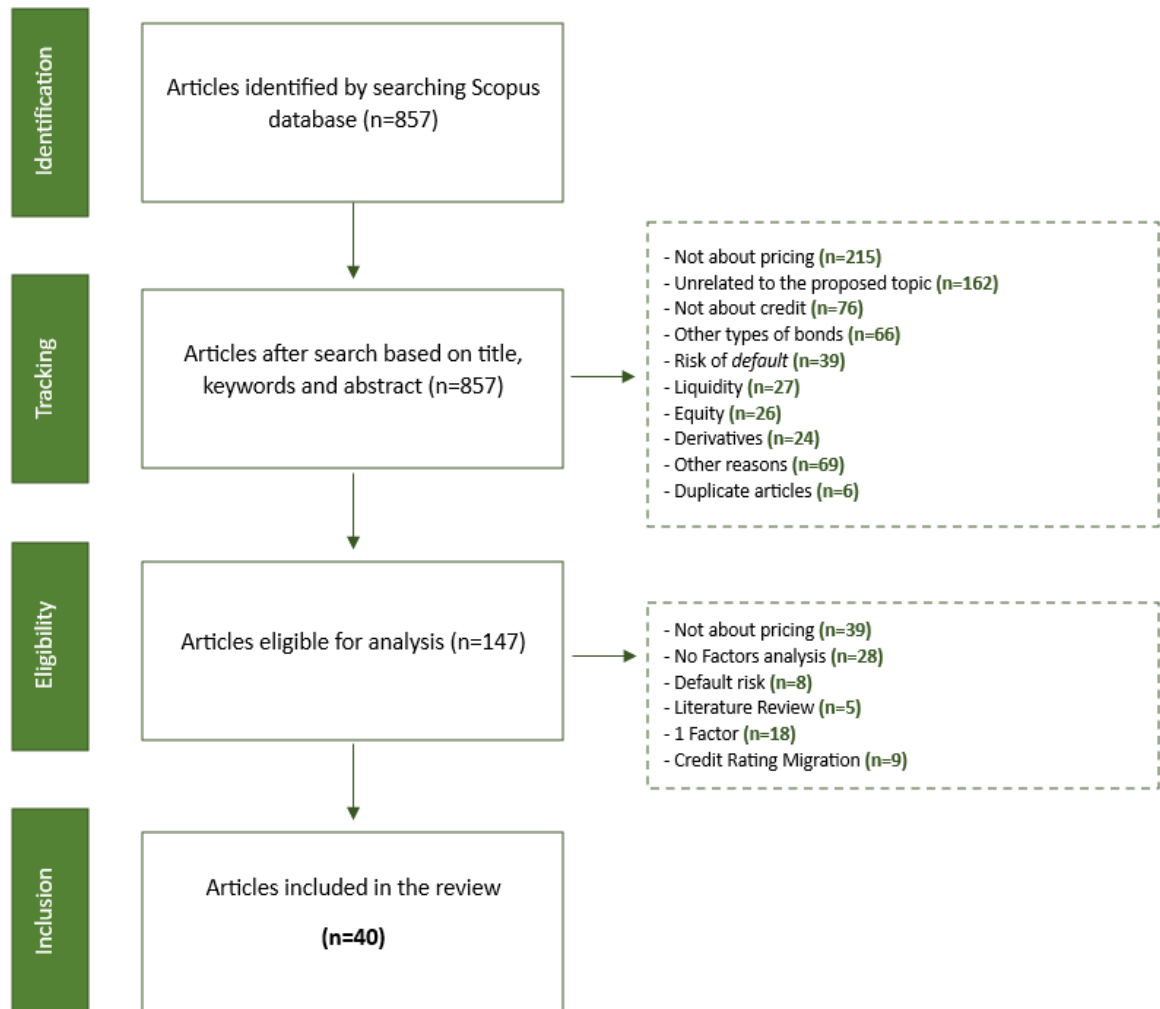 Identification
Articles identified by searching Scopus
database (n=857)
Tracking
Articles after search based on title,
keywords and abstract (n=857)
- Not about pricing (n=215)
- Unrelated to the proposed topic (n=162)
- Not about credit (n=76)
- Other types of bonds (n=66)
- Risk of default (n=39)
- Liquidity (n=27)
- Equity (n=26)
- Derivatives (n=24)
- Other reasons (n=69)
- Duplicate articles (n=6)
Eligibility
Articles eligible for analysis (n=147)
- Not about pricing (n=39)
- No Factors analysis (n=28)
- Default risk (n=8)
- Literature Review (n=5)
- 1 Factor (n=18)
- Credit Rating Migration (n=9)
Inclusion
Articles included in the review
(n=40)